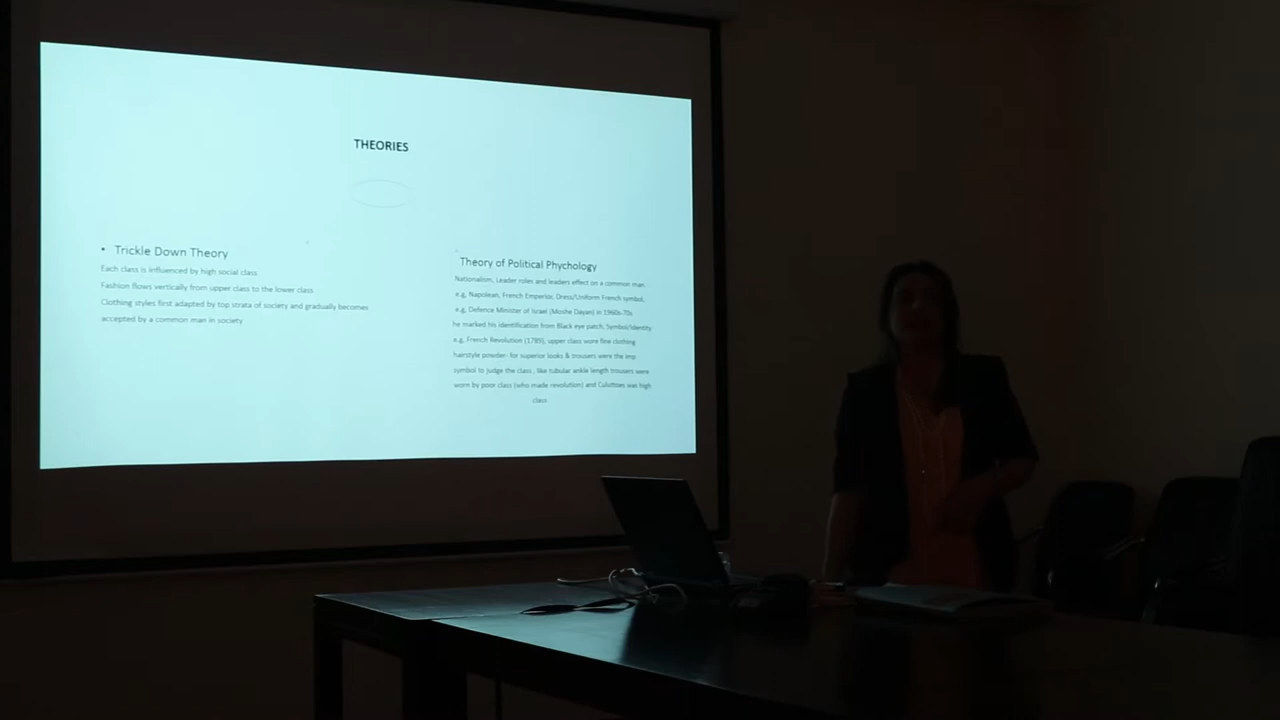 THEORIES
• Trickle Down Theory
Each class is influenced by high social class
Fashion flows vertically from upper class to the lower class
Clothing styles first adapted by top strata of society and gradually becomes
accepted by a common man in society
Theory of Political Phychology
Nationalism, Leader roles and leaders effect on a common man
e.g, Napolean, French Emperior, Dress/Uniform French symbol,
e.g, Defence Minister of Israel (Moshe Dayan) in 1960s-70s
he marked his identification from Black eye patch, Symbol/Identity
e.g, French Revolution (1789), upper class wore fine clothing
hairstyle powder- for superior looks & trousers were the imp
symbol to judge the class , like tubular ankle length trousers were
worn by poor class (who made revolution) and Culottoes was high
class